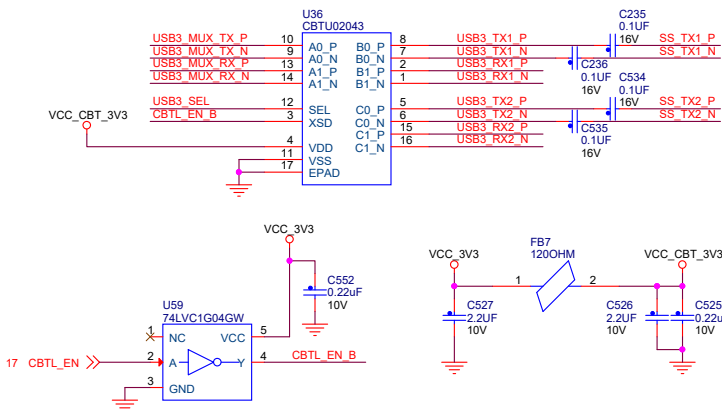 U36
CBTU02043
C235
0.1UF
16V
USB3_MUX_TX_P 10 A0_P B0_P 8 USB3_TX1_P SS_TX1_P
USB3_MUX_TX_N 9 A0_N B0_N 7 USB3_TX1_N SS_TX1_N
USB3_MUX_RX_P 13 A1_P B1_P 2 USB3_RX1_P
USB3_MUX_RX_N 14 A1_N B1_N 1 USB3_RX1_N
C236
0.1UF
16V
C534
0.1UF
16V
USB3_SEL 12 SEL C0_P 5 USB3_TX2_P SS_TX2_P
CBTL_EN_B 3 XSD C0_N 6 USB3_TX2_N SS_TX2_N
C1_P 15 USB3_RX2_P
C1_N 16 USB3_RX2_N
C535
0.1UF
16V
VCC_CBT_3V3
4 VDD
11 VSS
17 EPAD
VCC_3V3
C552
0.22uF
10V
U59
74LVC1G04GW
1 NC VCC 5
17 CBTL_EN 2 A Y 4 CBTL_EN_B
3 GND
FB7
120OHM
VCC_3V3 VCC_CBT_3V3
1 2
C527
2.2UF
10V
C526
2.2UF
10V
C525
0.22u
10V